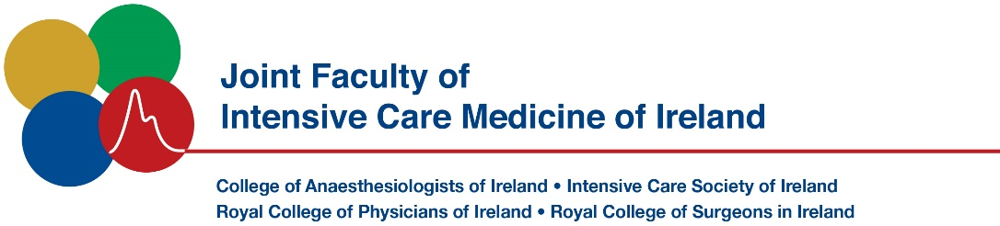 Joint Faculty of
Intensive Care Medicine of Ireland
College of Anaesthesiologists of Ireland • Intensive Care Society of Ireland
Royal College of Physicians of Ireland • Royal College of Surgeons in Ireland